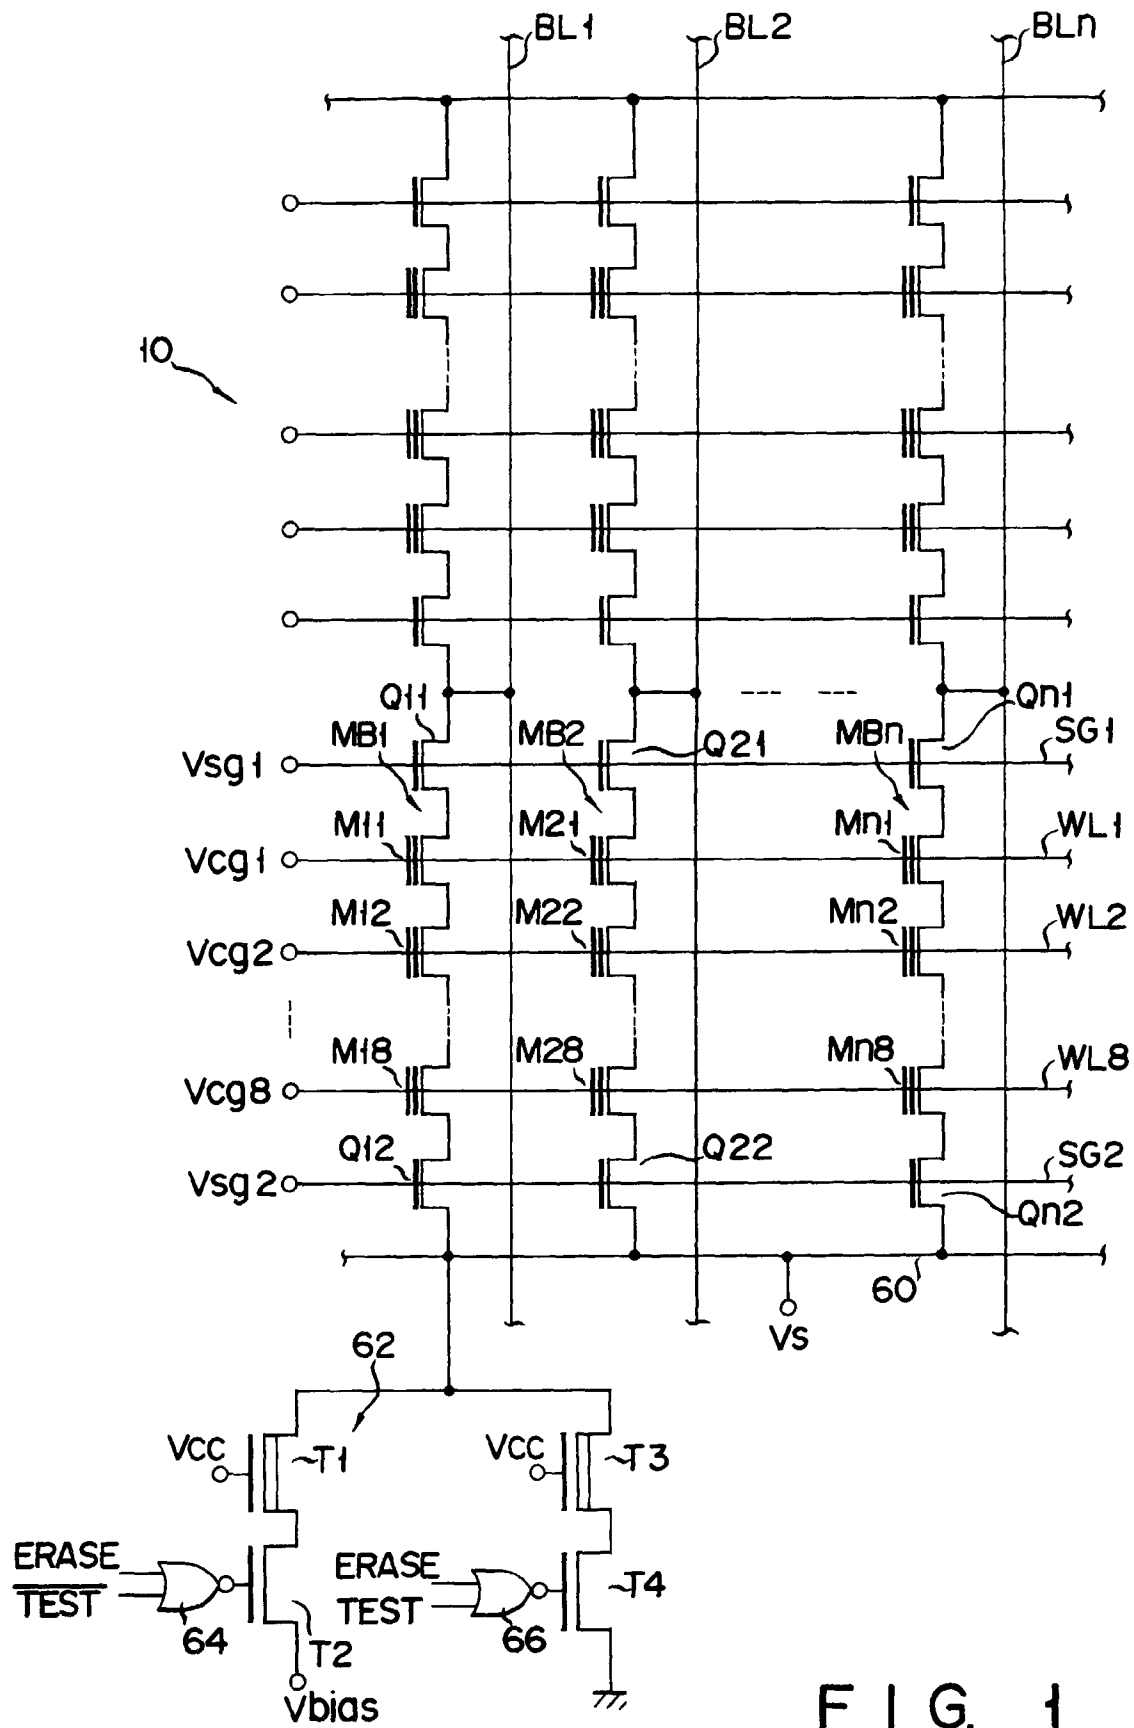 BL1 BL2 BLn
10
Q11 Qn1
MB1 MB2 Q21 MBn SG1
Vsg1
M11 M21 Mn1 WL1
Vcg1
M12 M22 Mn2 WL2
Vcg2
M18 M28 Mn8 WL8
Vcg8
Q12 Q22 SG2
Vsg2
Qn2
60
Vs
62
Vcc T1 Vcc T3
ERASE ERASE
TEST T4 TEST
64 66
T2
Vbias
FIG. 1